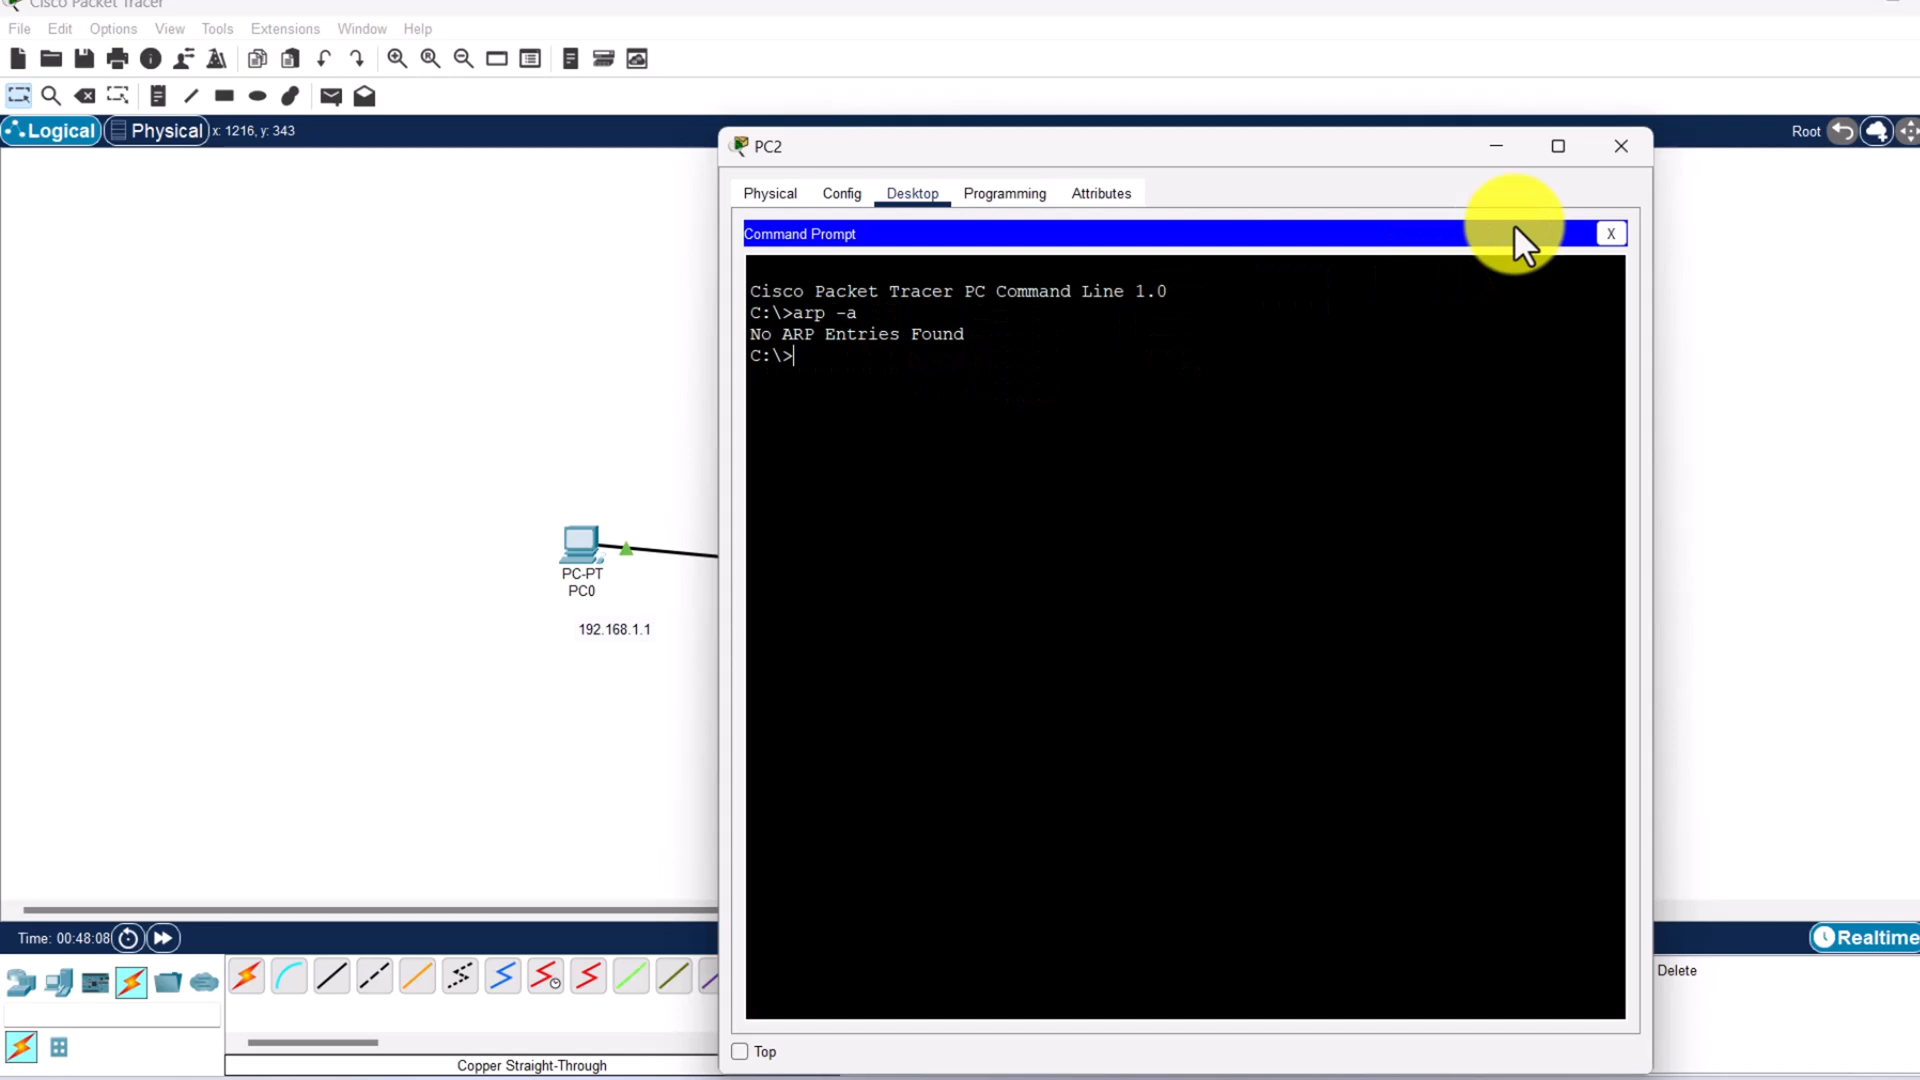 Cisco Packet Tracer
File Edit Options View Tools Extensions Window Help
Logical Physical x: 1216, y: 343 Root
PC2
Physical Config Desktop Programming Attributes
Command Prompt X
Cisco Packet Tracer PC Command Line 1.0
C:\>arp -a
No ARP Entries Found
C:\>
PC-PT
PC0
192.168.1.1
Time: 00:48:08 Realtime
Delete
Top
Copper Straight-Through